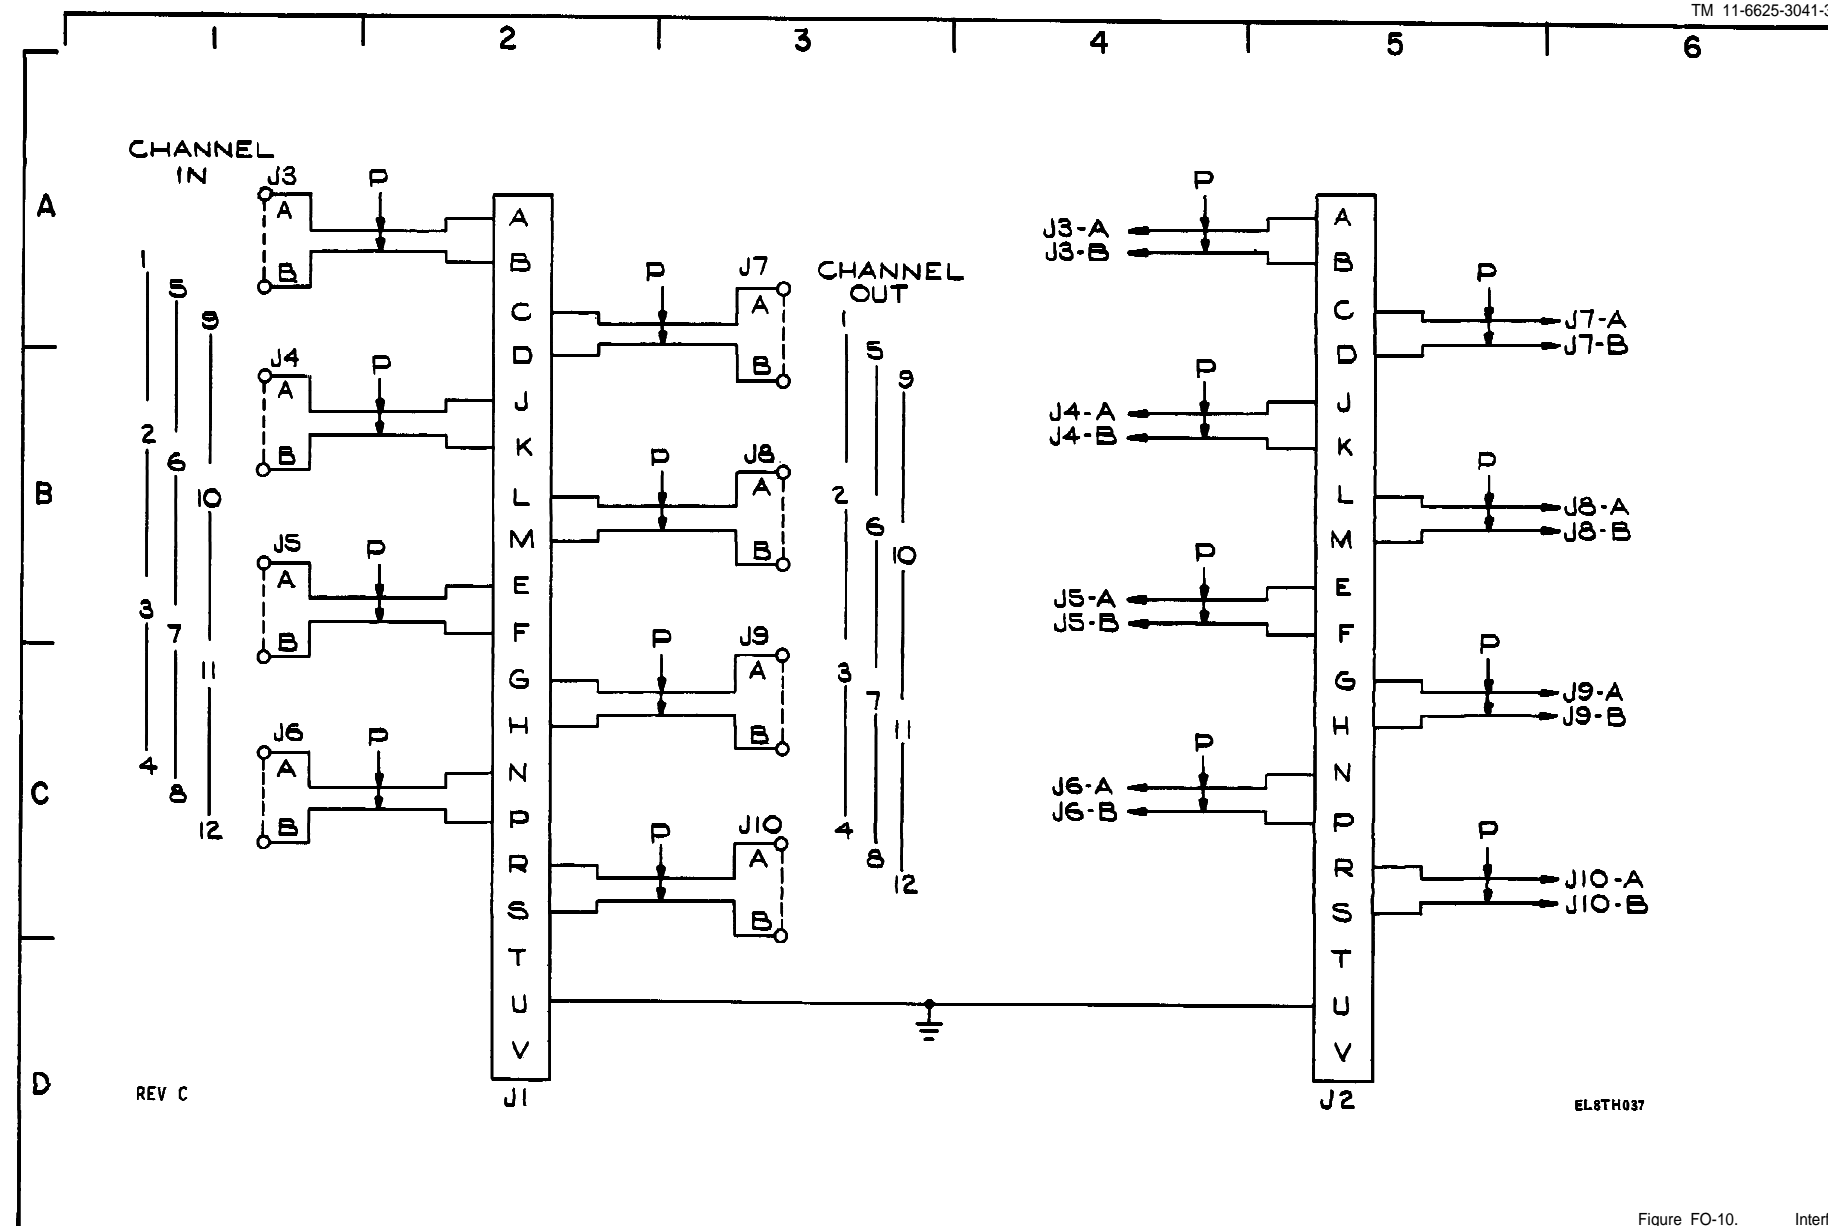 TM 11-6625-3041-3
1 2 3 4 5 6
A
B
C
D
CHANNEL
IN
1
5
9
2
6
10
3
7
11
4
8
12
J3
A
B
P
J4
A
B
P
J5
A
B
P
J6
A
B
P
A
B
C
D
J
K
L
M
E
F
G
H
N
P
R
S
T
U
V
J1
P
J7
A
B
P
J8
A
B
P
J9
A
B
P
J10
A
B
CHANNEL
OUT
1
5
9
2
6
10
3
7
11
4
8
12
P
J3-A
J3-B
P
J4-A
J4-B
P
J5-A
J5-B
P
J6-A
J6-B
A
B
C
D
J
K
L
M
E
F
G
H
N
P
R
S
T
U
V
J2
P
J7-A
J7-B
P
J8-A
J8-B
P
J9-A
J9-B
P
J10-A
J10-B
REV C
EL8TH037
Figure FO-10. Interf